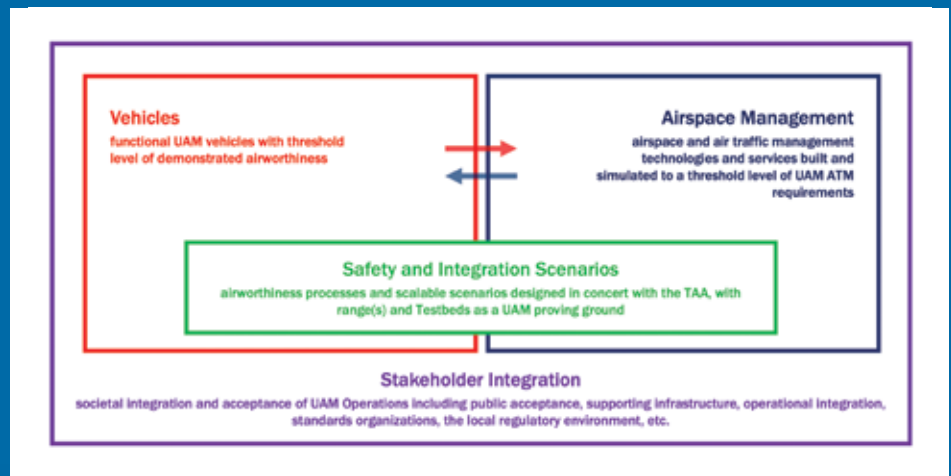 Vehicles
functional UAM vehicles with threshold
level of demonstrated airworthiness
Airspace Management
airspace and air traffic management
technologies and services built and
simulated to a threshold level of UAM ATM
requirements
Safety and Integration Scenarios
airworthiness processes and scalable scenarios designed in concert with the TAA, with
range(s) and Testbeds as a UAM proving ground
Stakeholder Integration
societal integration and acceptance of UAM Operations including public acceptance, supporting infrastructure, operational integration,
standards organizations, the local regulatory environment, etc.